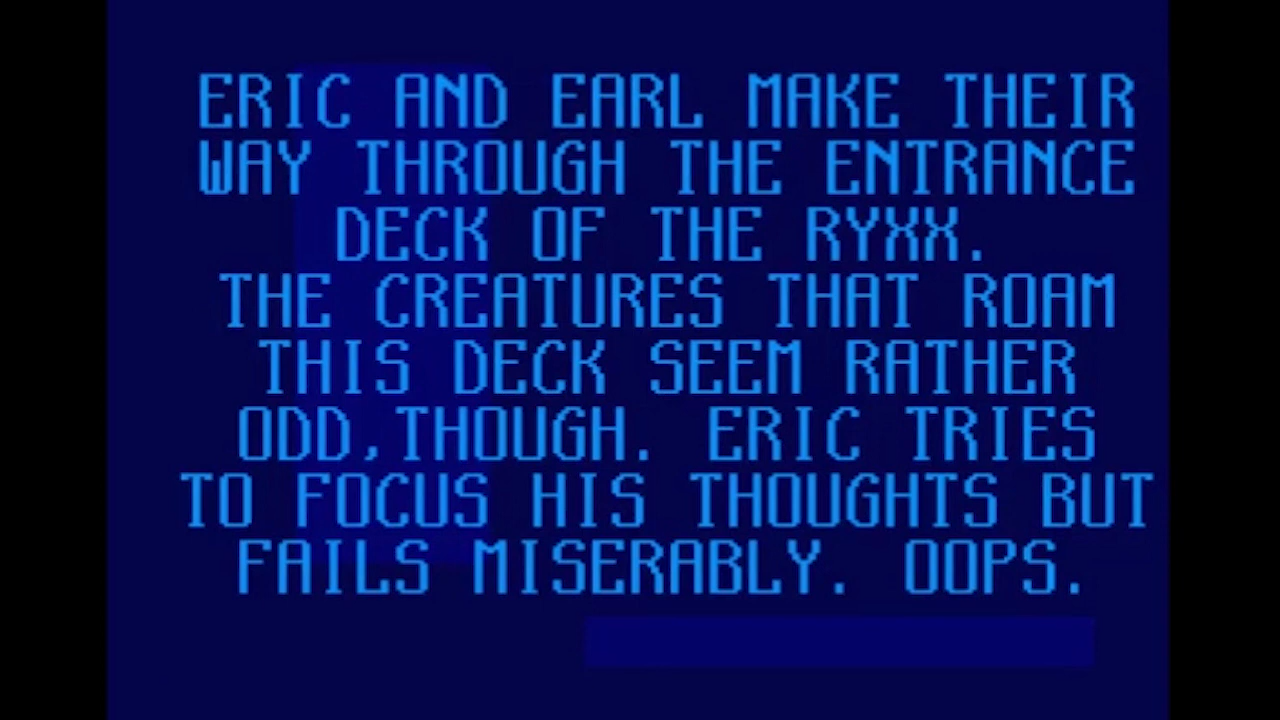 ERIC AND EARL MAKE THEIR
WAY THROUGH THE ENTRANCE
DECK OF THE RYXX.
THE CREATURES THAT ROAM
THIS DECK SEEM RATHER
ODD,THOUGH. ERIC TRIES
TO FOCUS HIS THOUGHTS BUT
FAILS MISERABLY. OOPS.